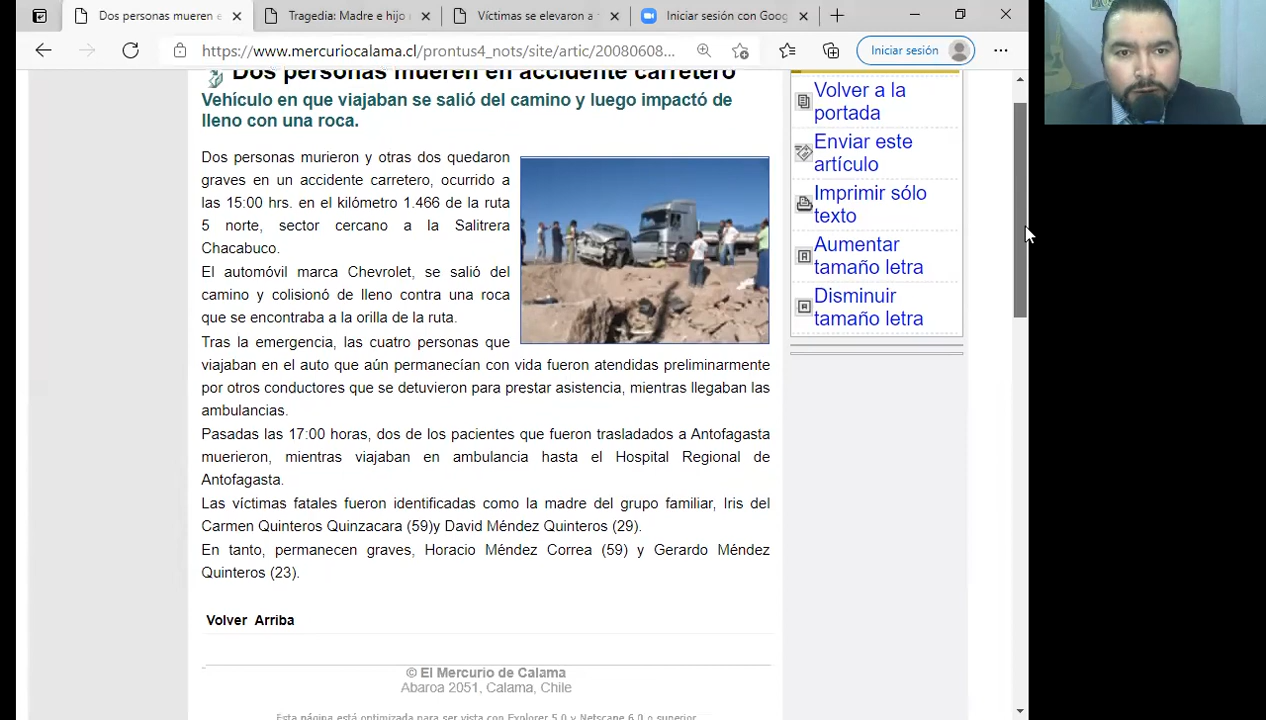 Dos personas mueren e
Tragedia: Madre e hijo
Víctimas se elevaron a
Iniciar sesión con Goog
https://www.mercuriocalama.cl/prontus4_nots/site/artic/20080608...
Iniciar sesión
Dos personas mueren en accidente carretero
Vehículo en que viajaban se salió del camino y luego impactó de
lleno con una roca.
Dos personas murieron y otras dos quedaron
graves en un accidente carretero, ocurrido a
las 15:00 hrs. en el kilómetro 1.466 de la ruta
5 norte, sector cercano a la Salitrera
Chacabuco.
El automóvil marca Chevrolet, se salió del
camino y colisionó de lleno contra una roca
que se encontraba a la orilla de la ruta.
Tras la emergencia, las cuatro personas que
viajaban en el auto que aún permanecían con vida fueron atendidas preliminarmente
por otros conductores que se detuvieron para prestar asistencia, mientras llegaban las
ambulancias.
Pasadas las 17:00 horas, dos de los pacientes que fueron trasladados a Antofagasta
muerieron, mientras viajaban en ambulancia hasta el Hospital Regional de
Antofagasta.
Las víctimas fatales fueron identificadas como la madre del grupo familiar, Iris del
Carmen Quinteros Quinzacara (59)y David Méndez Quinteros (29).
En tanto, permanecen graves, Horacio Méndez Correa (59) y Gerardo Méndez
Quinteros (23).
Volver Arriba
© El Mercurio de Calama
Abaroa 2051, Calama, Chile
Esta página está optimizada para ser vista con Explorer 5.0 y Netscape 6.0 o superior
Volver a la
portada
Enviar este
artículo
Imprimir sólo
texto
Aumentar
tamaño letra
Disminuir
tamaño letra